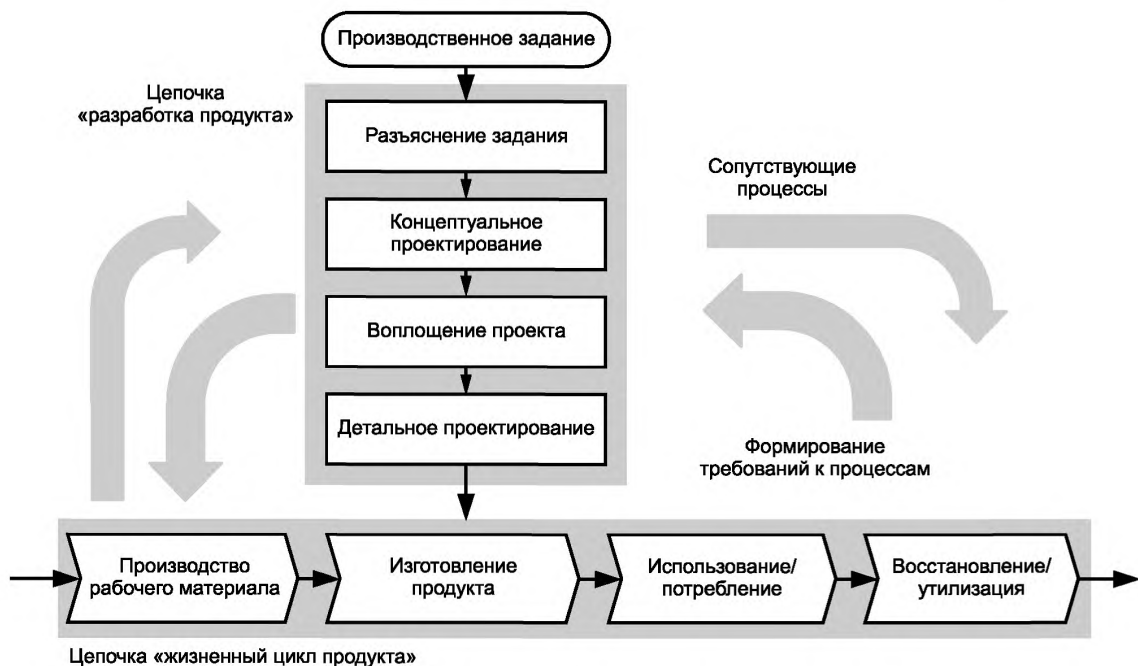 Производственное задание
Цепочка
«разработка продукта»
Разъяснение задания
Сопутствующие
процессы
Концептуальное
проектирование
Воплощение проекта
Детальное проектирование
Формирование
требований к процессам
Производство
рабочего материала
Изготовление
продукта
Использование/
потребление
Восстановление/
утилизация
Цепочка «жизненный цикл продукта»